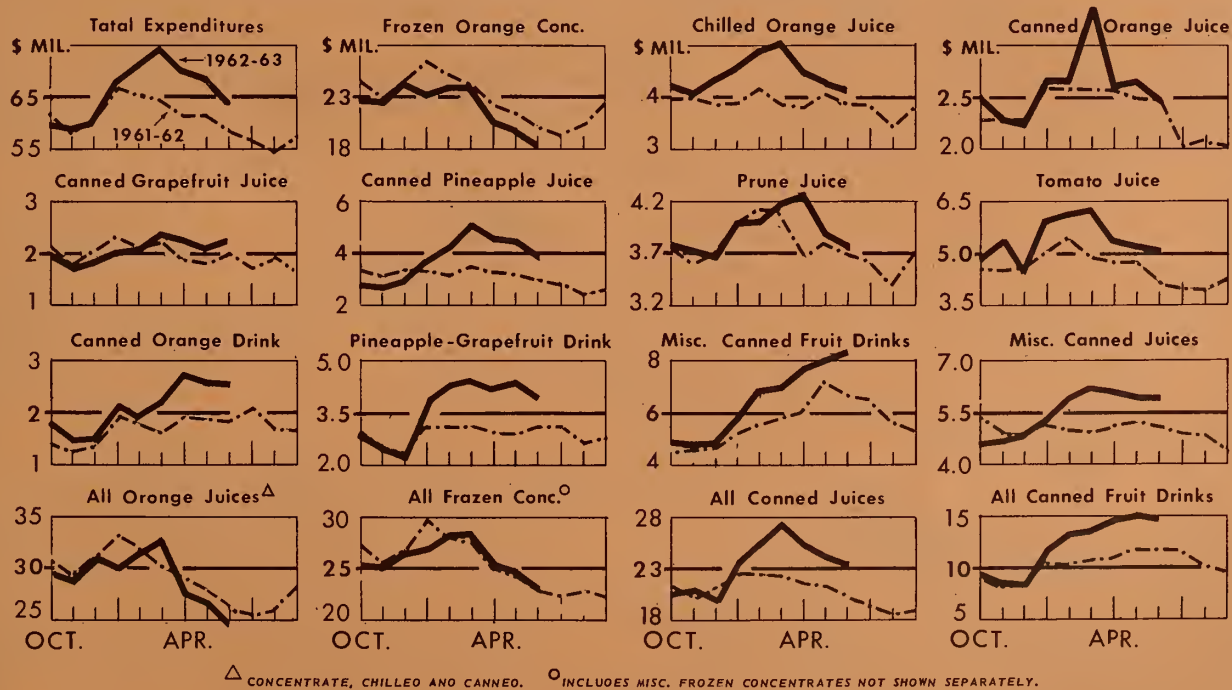 Tatal Expenditures
$ MIL.
1962-63
6.5
1961-62
5.5
Frozen Orange Conc.
23
18
Chilled Orange Juice
$ MIL.
4
3
Canned Orange Juice
$ MIL.
2.5
2.0
Canned Grapefruit Juice
3
2
1
Canned Pineapple Juice
6
4
2
Prune Juice
4.2
3.7
3.2
Tomato Juice
6.5
5.0
3.5
Canned Orange Drink
3
2
1
Pineapple-Grapefruit Drink
5.0
3.5
2.0
Misc. Canned Fruit Drinks
8
6
4
Misc. Canned Juices
7.0
5.5
4.0
All Oronge Juices△
35
30
25
OCT. APR.
All Frazen Conc.○
30
25
20
OCT. APR.
All Conned Juices
28
23
18
OCT. APR.
All Canned Fruit Drinks
15
10
5
OCT. APR.
△ CONCENTRATE, CHILLEO ANO CANNEO. ○ INCLUOES MISC. FROZEN CONCENTRATES NOT SHOWN SEPARATELY.